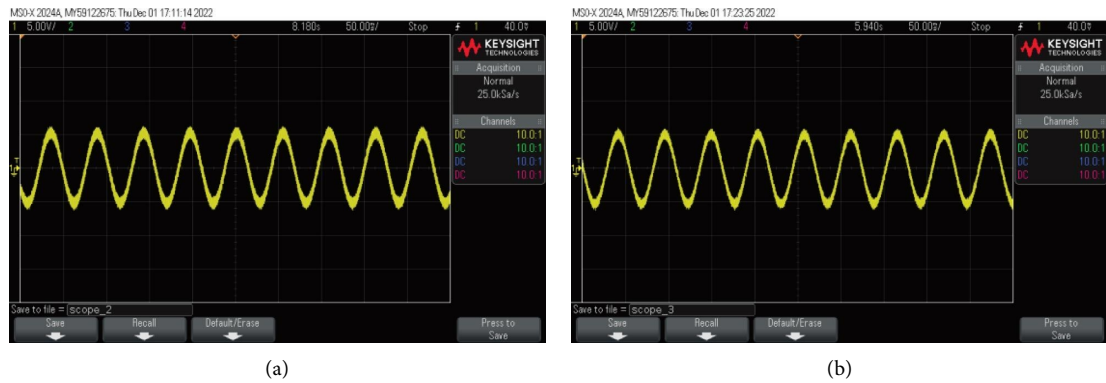 MSO-X 2024A, MY59122675: Thu Dec 01 17:11:14 2022
1 5.00V/ 2 3 4 8.180s 50.00ms/ Stop 1 40.0V
KEYSIGHT
TECHNOLOGIES
Acquisition
Normal
25.0kSa/s
Channels
DC 10.0:1
DC 10.0:1
DC 10.0:1
DC 10.0:1
Save to file = scope_2
Save Recall Default/Erase Press to
Save
(a)
MSO-X 2024A, MY59122675: Thu Dec 01 17:23:25 2022
1 5.00V/ 2 3 4 5.940s 50.00ms/ Stop 1 40.0V
KEYSIGHT
TECHNOLOGIES
Acquisition
Normal
25.0kSa/s
Channels
DC 10.0:1
DC 10.0:1
DC 10.0:1
DC 10.0:1
Save to file = scope_3
Save Recall Default/Erase Press to
Save
(b)